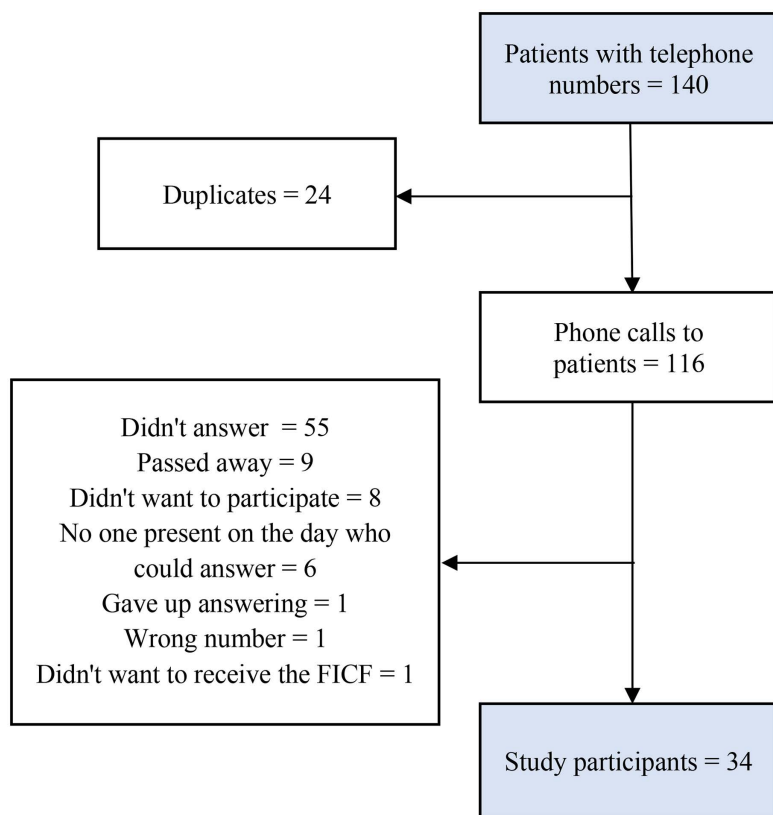 Patients with telephone
numbers = 140
Duplicates = 24
Phone calls to
patients = 116
Didn't answer = 55
Passed away = 9
Didn't want to participate = 8
No one present on the day who
could answer = 6
Gave up answering = 1
Wrong number = 1
Didn't want to receive the FICF = 1
Study participants = 34